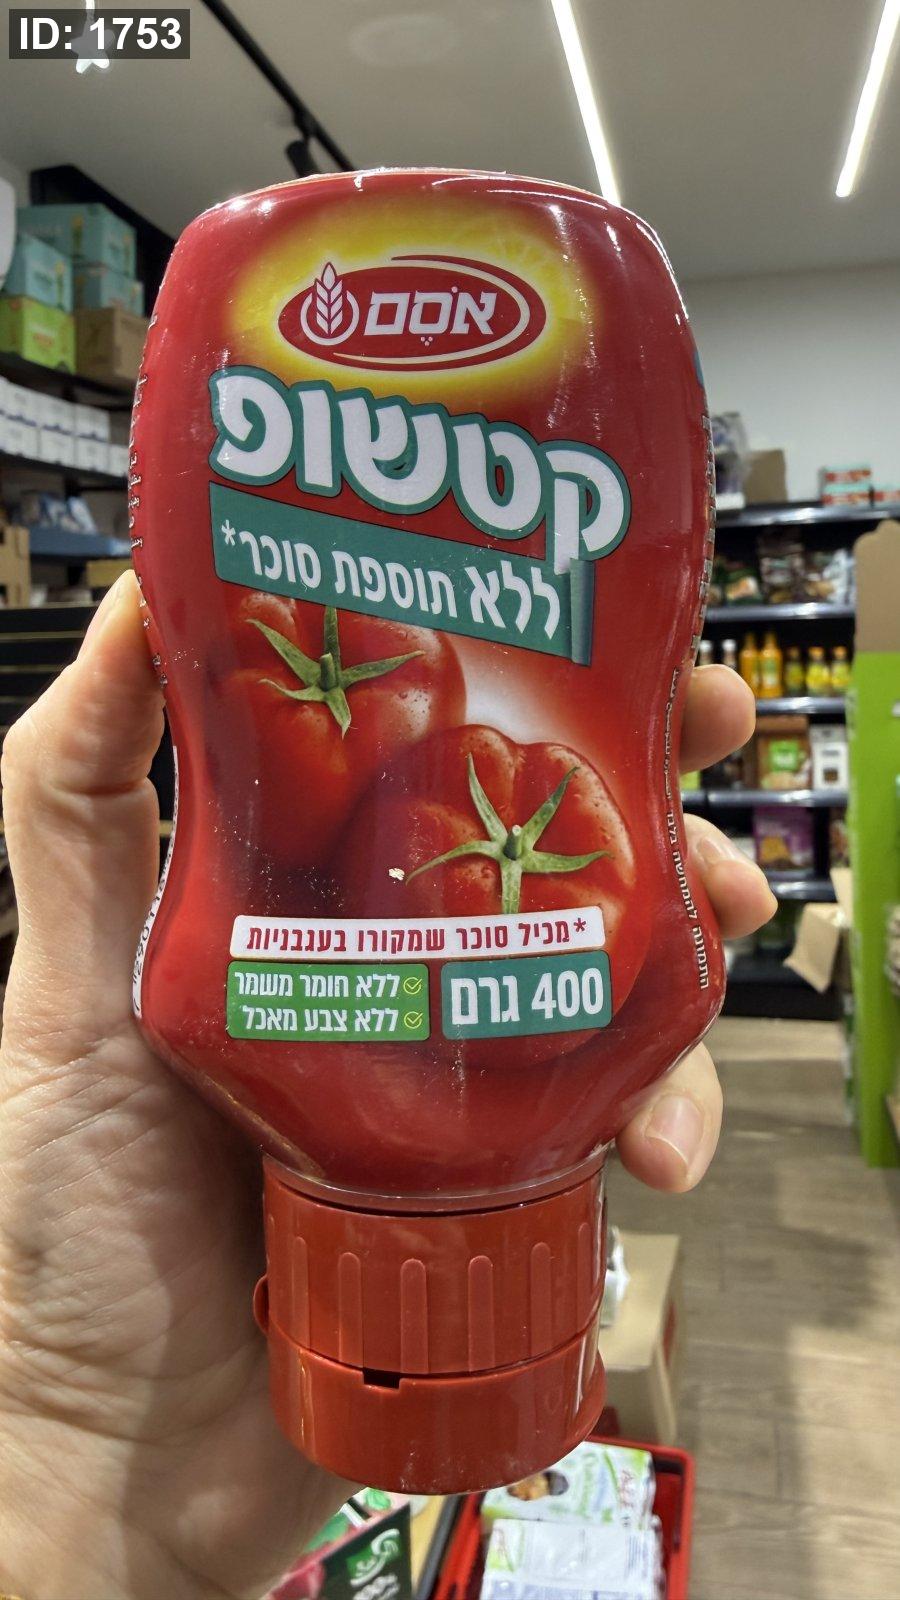 ID: 1753
אסם
קטשופ
ללא תוספת סוכר*
*מכיל סוכר שמקורו בעגבניות
400 גרם
ללא חומר משמר
ללא צבע מאכל